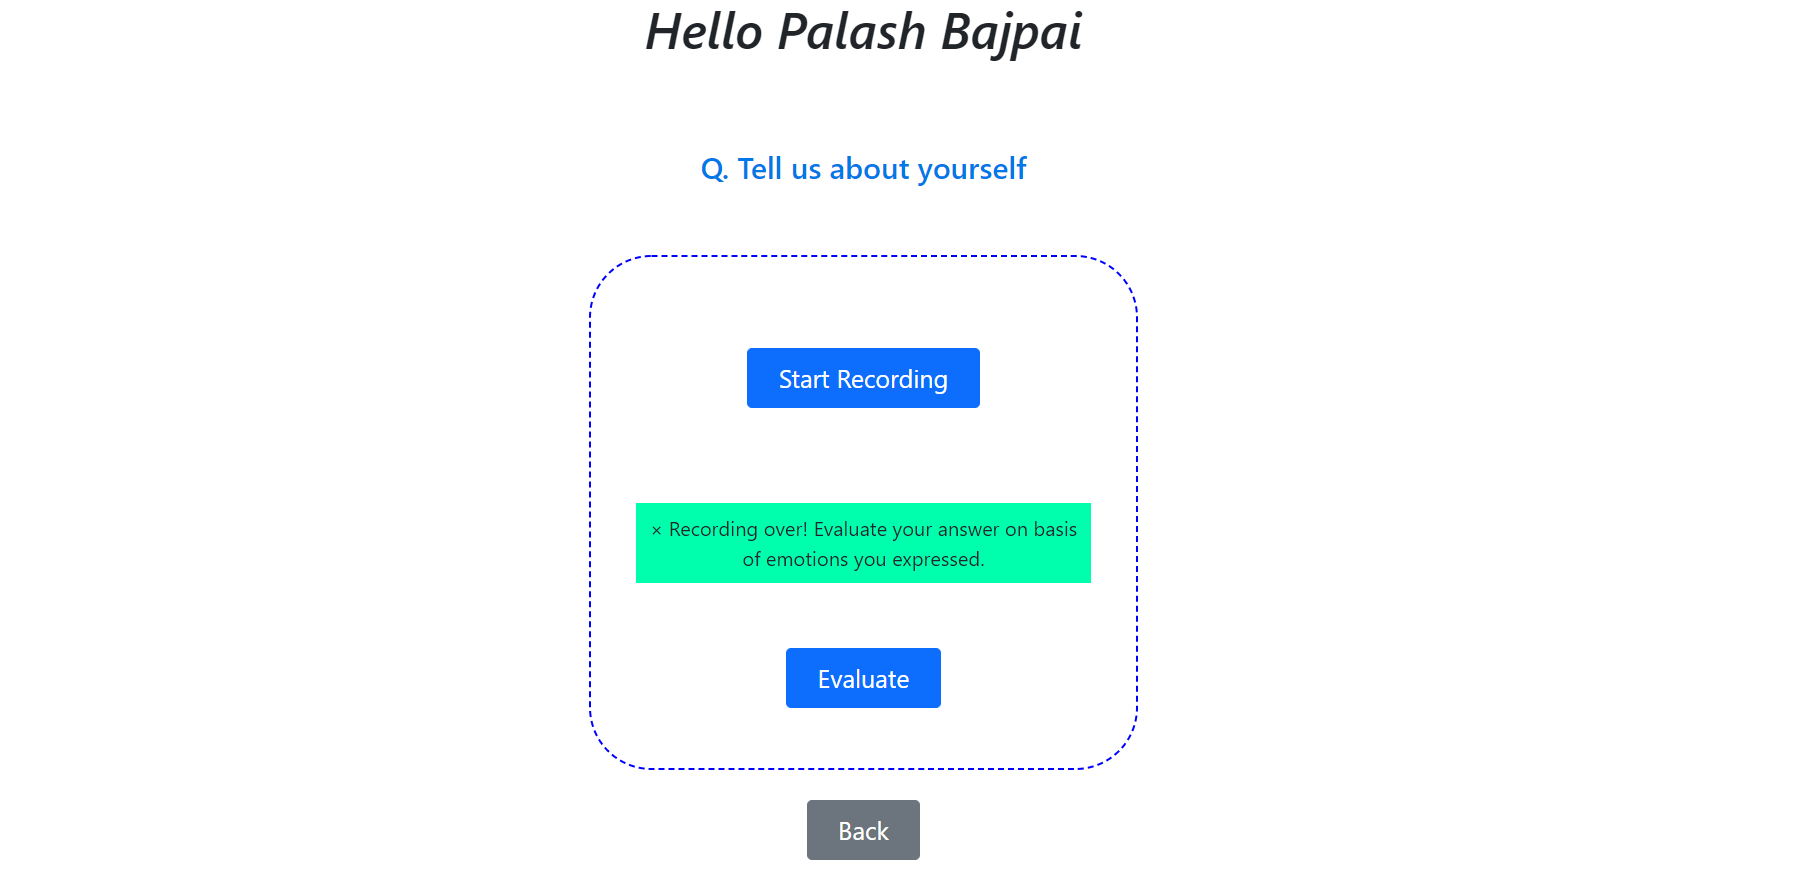 Hello Palash Bajpai
Q. Tell us about yourself
Start Recording
× Recording over! Evaluate your answer on basis
of emotions you expressed.
Evaluate
Back